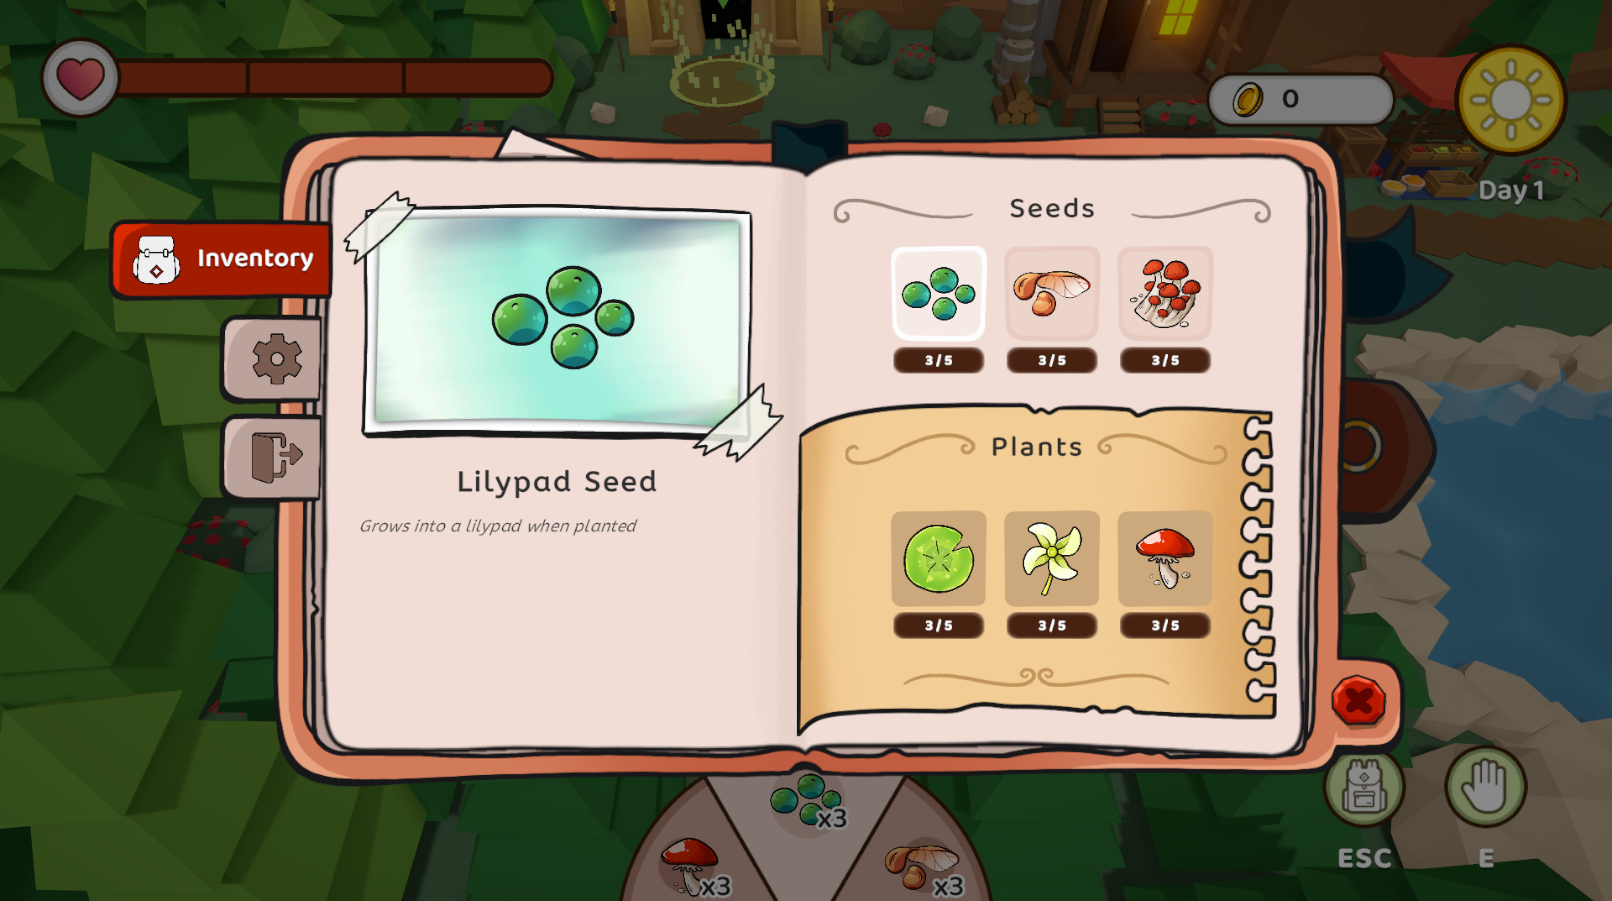 0
Day 1
Inventory
Lilypad Seed
Grows into a lilypad when planted
Seeds
3/5
3/5
3/5
Plants
3/5
3/5
3/5
x3
x3
x3
ESC
E